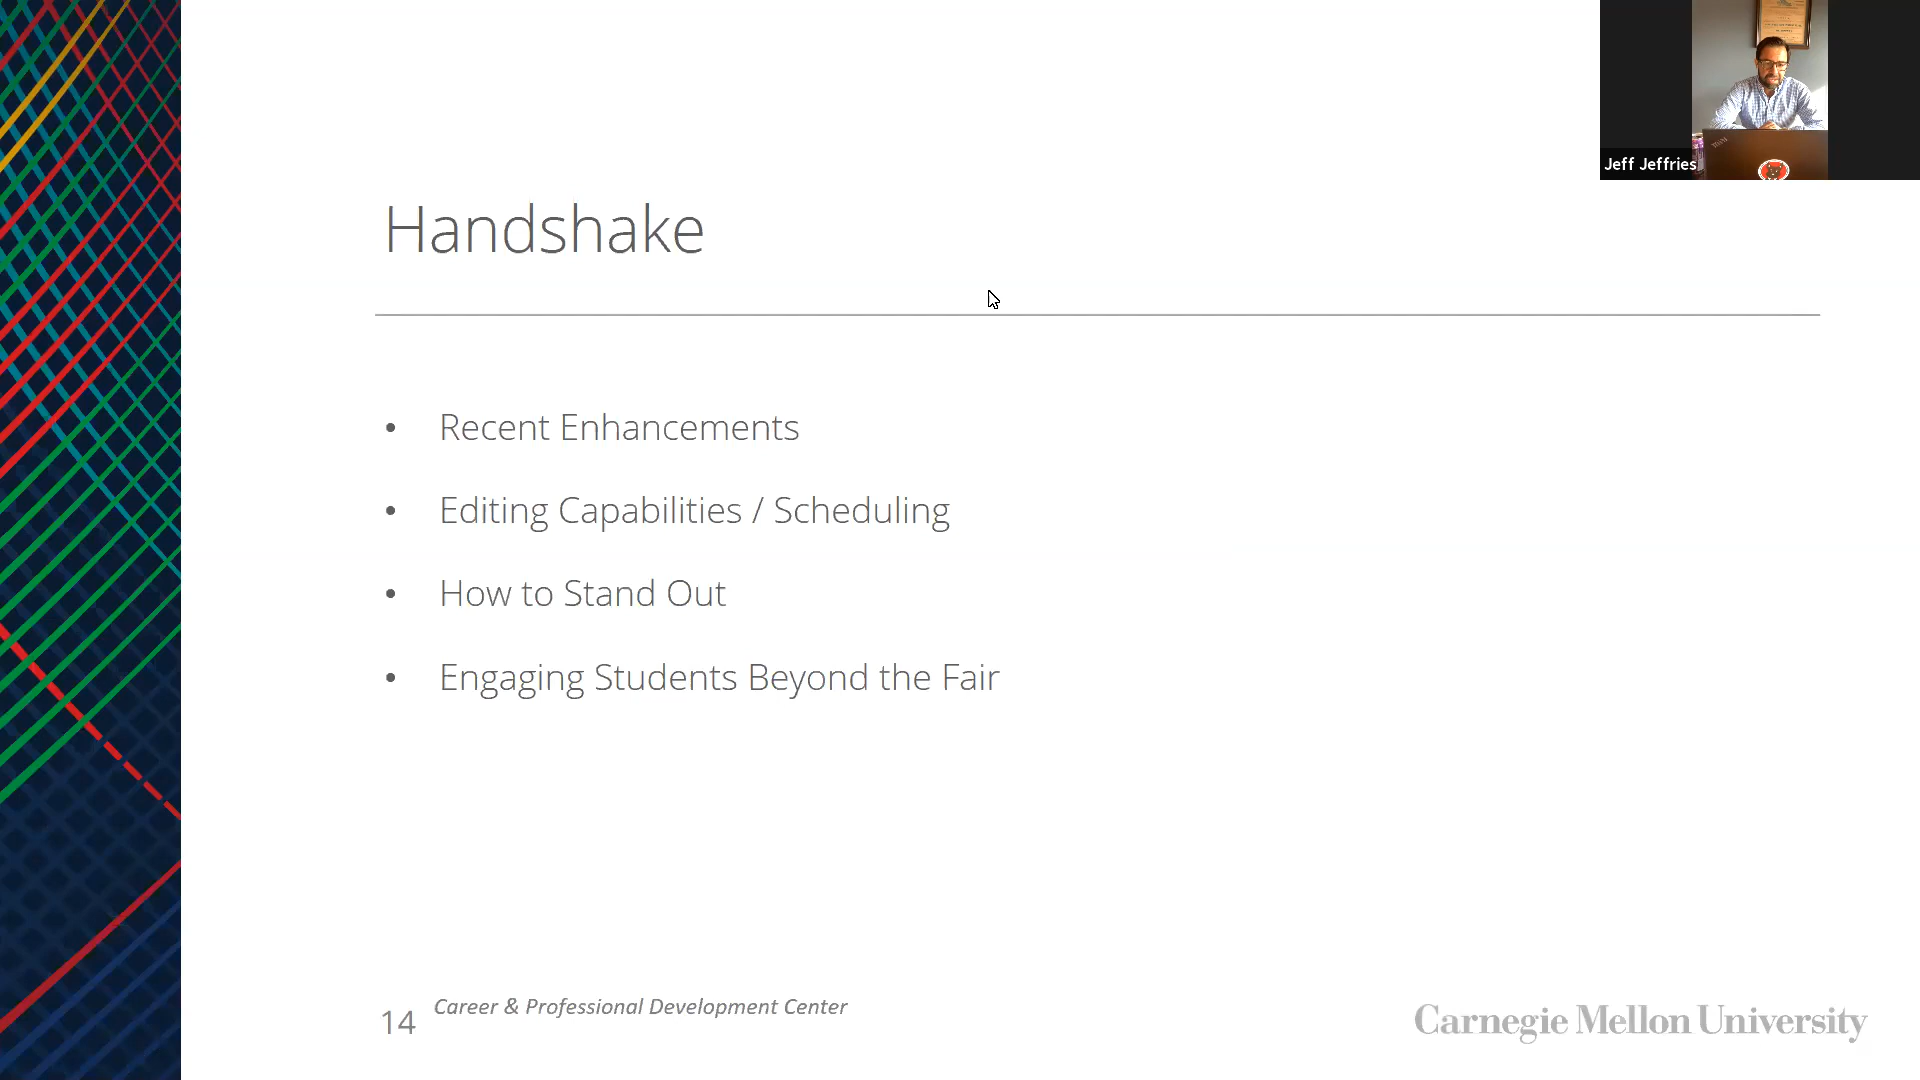 Jeff Jeffries
Handshake
• Recent Enhancements
• Editing Capabilities / Scheduling
• How to Stand Out
• Engaging Students Beyond the Fair
14
Career & Professional Development Center
Carnegie Mellon University